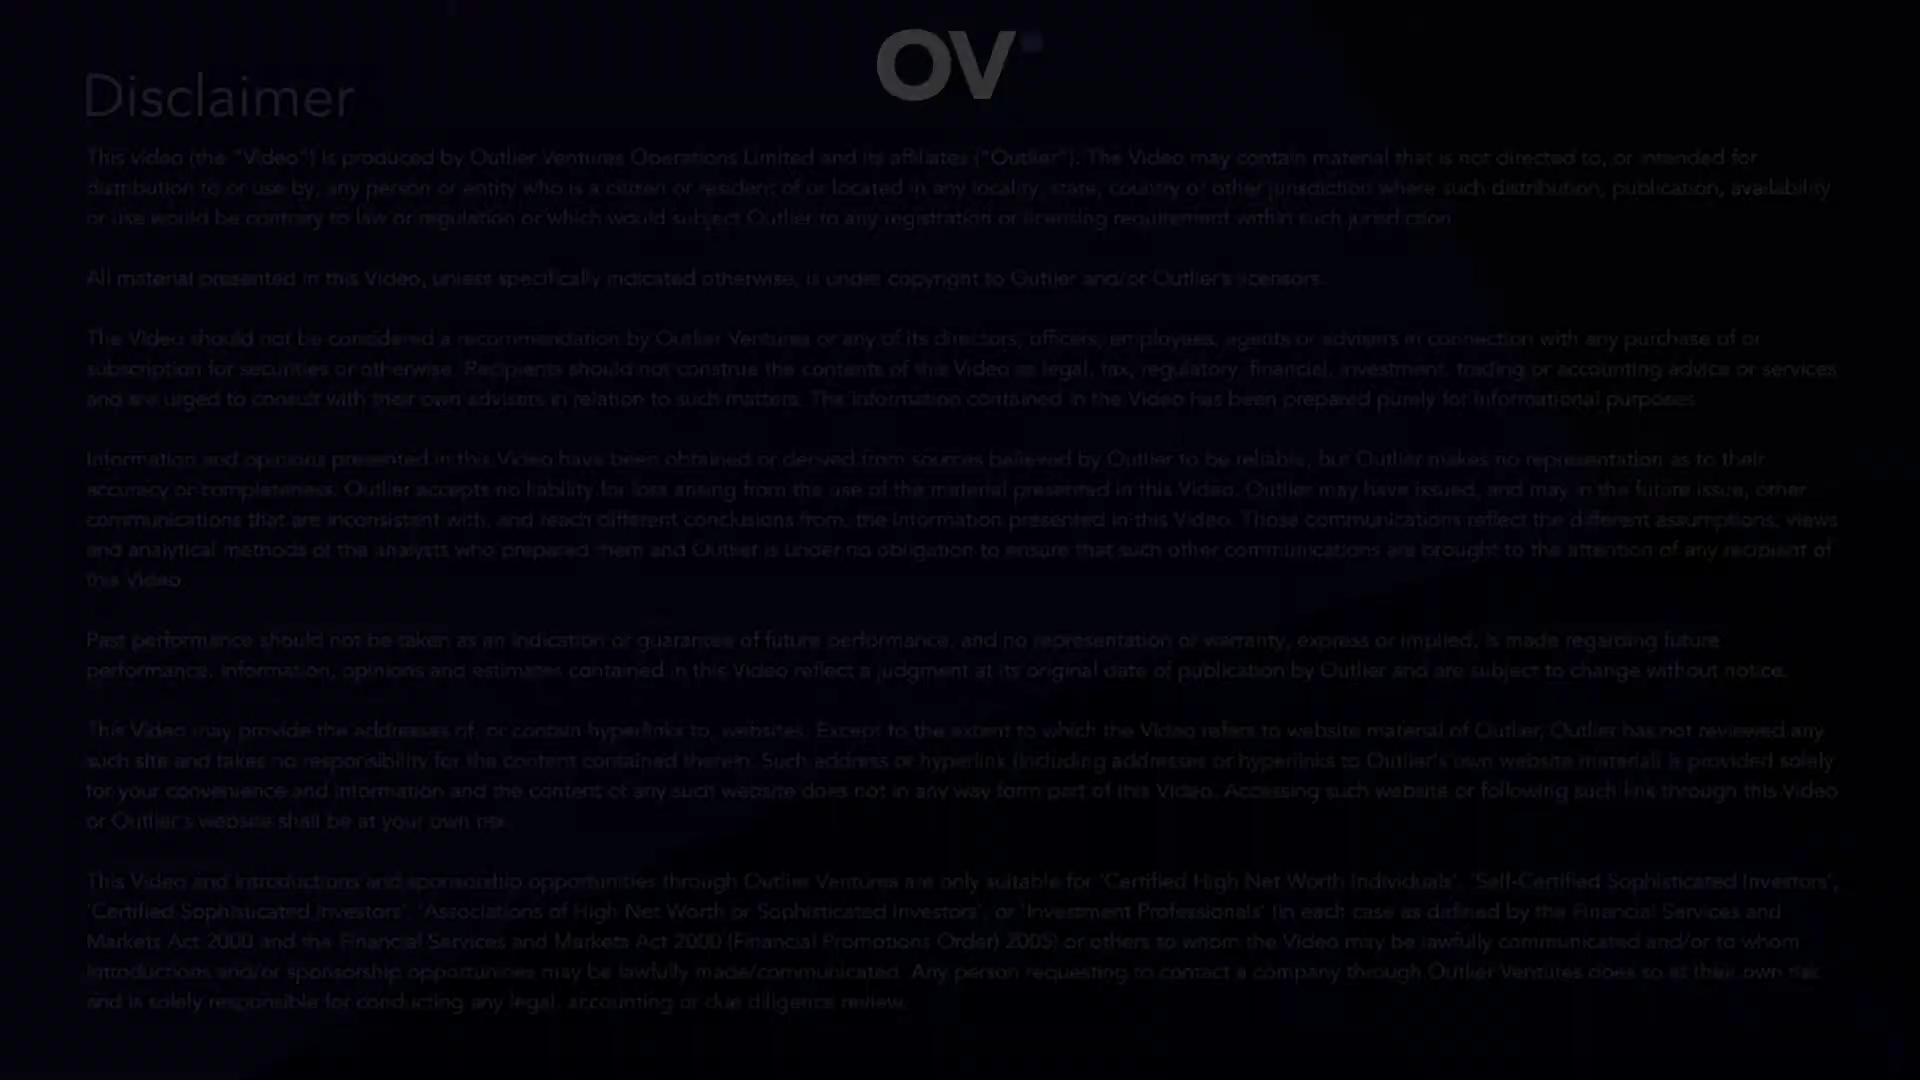 OV
Disclaimer
This video (the "Video") is produced by Outlier Ventures Operations Limited and its affiliates ("Outlier"). The Video may contain material that is not directed to, or intended for
distribution to or use by, any person or entity who is a citizen or resident of or located in any locality, state, country or other jurisdiction where such distribution, publication, availability
or use would be contrary to law or regulation or which would subject Outlier to any registration or licensing requirement within such jurisdiction.
All material presented in this Video, unless specifically indicated otherwise, is under copyright to Outlier and/or Outlier's licensors.
The Video should not be considered a recommendation by Outlier Ventures or any of its directors, officers, employees, agents or advisers in connection with any purchase of or
subscription for securities or otherwise. Recipients should not construe the contents of this Video as legal, tax, regulatory, financial, investment, trading or accounting advice or services
and are urged to consult with their own advisers in relation to such matters. The information contained in the Video has been prepared purely for informational purposes.
Information and opinions presented in this Video have been obtained or derived from sources believed by Outlier to be reliable, but Outlier makes no representation as to their
accuracy or completeness. Outlier accepts no liability for loss arising from the use of the material presented in this Video. Outlier may have issued, and may in the future issue, other
communications that are inconsistent with, and reach different conclusions from, the information presented in this Video. Those communications reflect the different assumptions, views
and analytical methods of the analysts who prepared them and Outlier is under no obligation to ensure that such other communications are brought to the attention of any recipient of
this Video.
Past performance should not be taken as an indication or guarantee of future performance, and no representation or warranty, express or implied, is made regarding future
performance. Information, opinions and estimates contained in this Video reflect a judgment at its original date of publication by Outlier and are subject to change without notice.
This Video may provide the addresses of, or contain hyperlinks to, websites. Except to the extent to which the Video refers to website material of Outlier, Outlier has not reviewed any
such site and takes no responsibility for the content contained therein. Such address or hyperlink (including addresses or hyperlinks to Outlier's own website material) is provided solely
for your convenience and information and the content of any such website does not in any way form part of this Video. Accessing such website or following such link through this Video
or Outlier's website shall be at your own risk.
This Video and introductions and sponsorship opportunities through Outlier Ventures are only suitable for 'Certified High Net Worth Individuals', 'Self-Certified Sophisticated Investors',
'Certified Sophisticated Investors', 'Associations of High Net Worth or Sophisticated Investors', or 'Investment Professionals' (in each case as defined by the Financial Services and
Markets Act 2000 and the Financial Services and Markets Act 2000 (Financial Promotions Order) 2005) or others to whom the Video may be lawfully communicated and/or to whom
introductions and/or sponsorship opportunities may be lawfully made/communicated. Any person requesting to contact a company through Outlier Ventures does so at their own risk
and is solely responsible for conducting any legal, accounting or due diligence review.